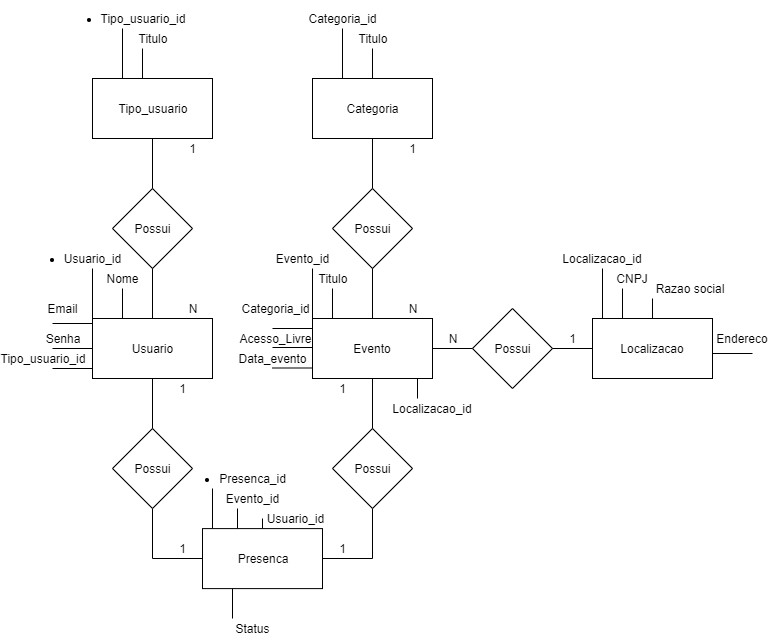 Tipo_usuario_id
Categoria_id
Titulo
Titulo
Tipo_usuario
Categoria
1
1
Possui
Possui
Usuario_id
Evento_id
Localizacao_id
Nome
Titulo
CNPJ
Razao social
Email
N
Categoria_id
N
Senha
Acesso_Livre
N
1
Endereco
Usuario
Evento
Possui
Localizacao
Tipo_usuario_id
Data_evento
1
1
Localizacao_id
Possui
Possui
Presenca_id
Evento_id
Usuario_id
1
1
Presenca
Status